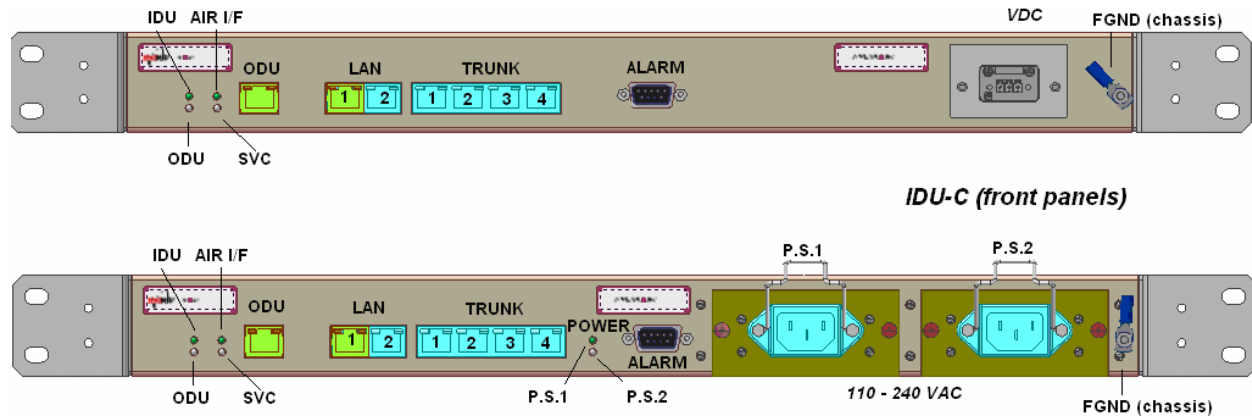 IDU AIR I/F
VDC
FGND (chassis)
ODU LAN TRUNK ALARM
1 2 1 2 3 4
ODU SVC
IDU-C (front panels)
IDU AIR I/F
P.S.1 P.S.2
ODU LAN TRUNK
POWER
1 2 1 2 3 4
ALARM
ODU SVC
P.S.1 P.S.2
110 - 240 VAC
FGND (chassis)